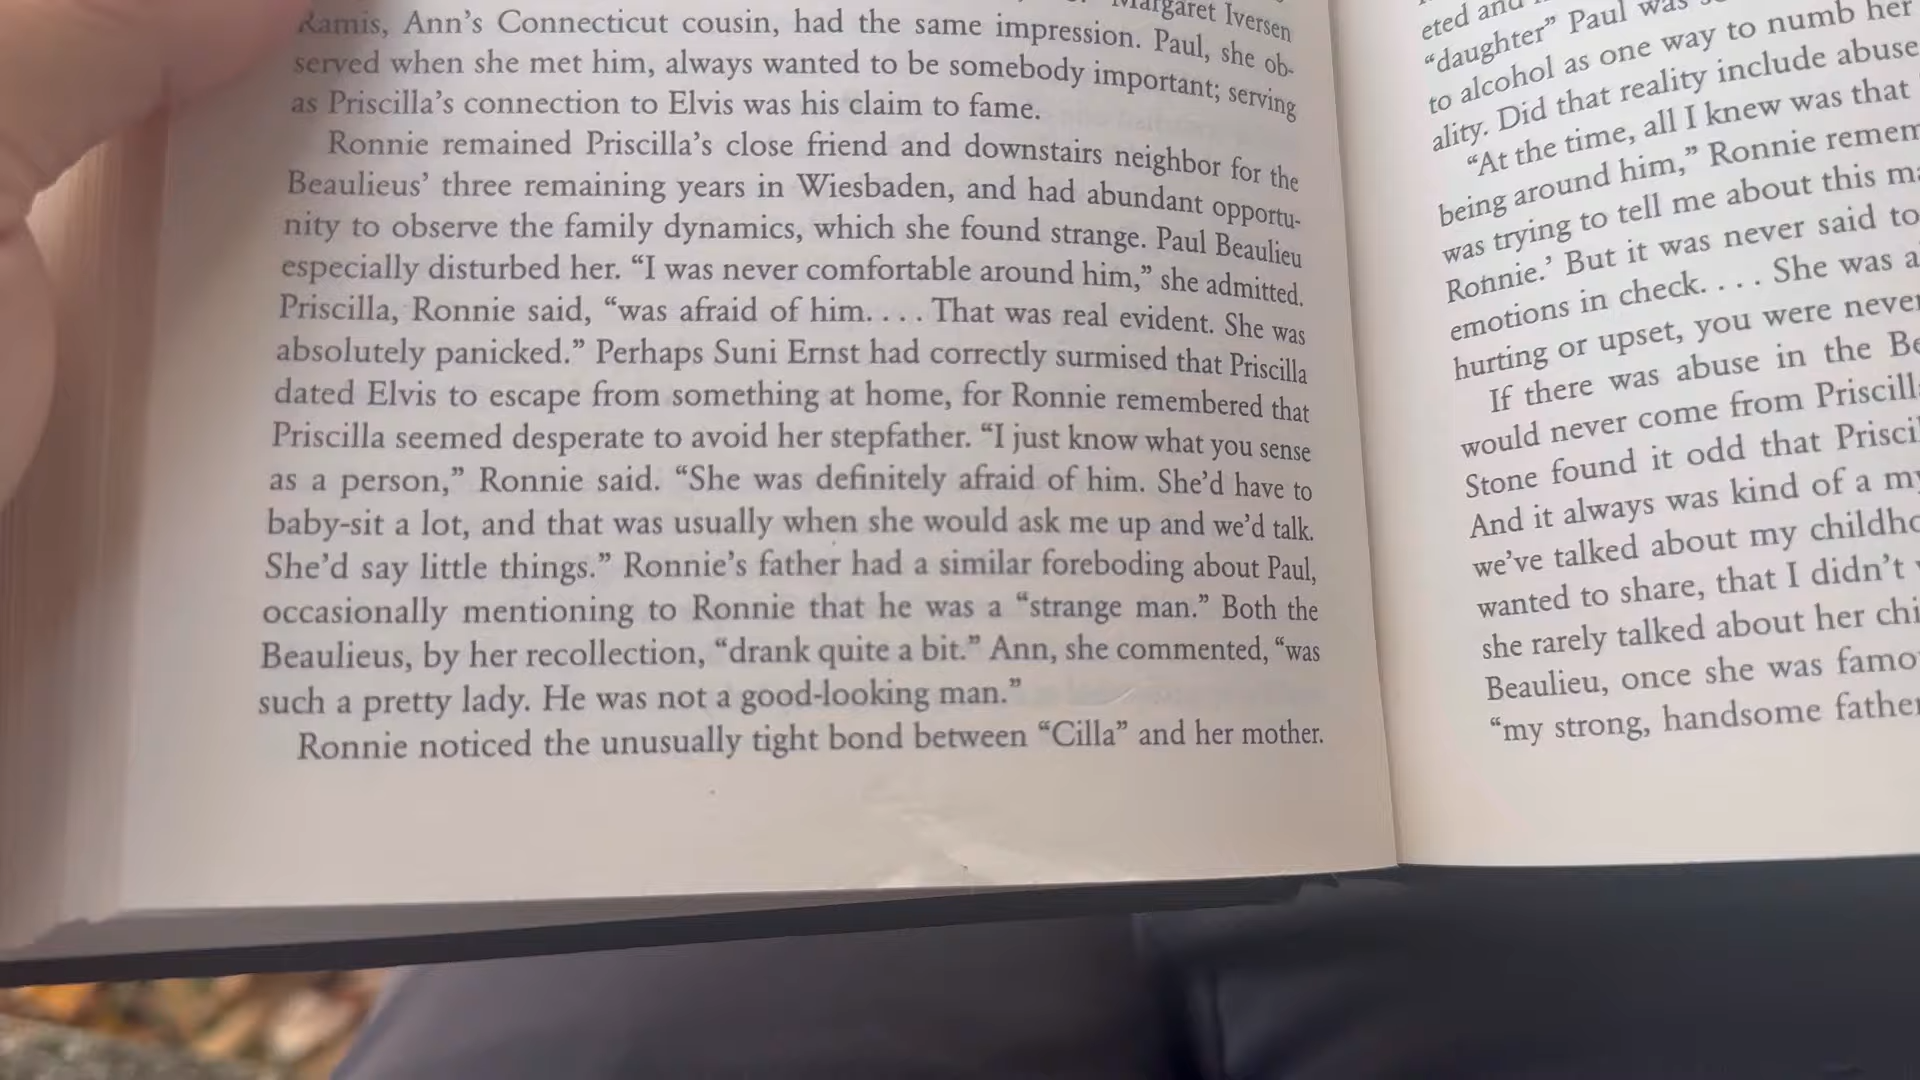 Margaret Iversen
Ramis, Ann's Connecticut cousin, had the same impression. Paul, she ob-
served when she met him, always wanted to be somebody important; serving
as Priscilla's connection to Elvis was his claim to fame.
Ronnie remained Priscilla's close friend and downstairs neighbor for the
Beaulieus' three remaining years in Wiesbaden, and had abundant opportu-
nity to observe the family dynamics, which she found strange. Paul Beaulieu
especially disturbed her. “I was never comfortable around him,” she admitted.
Priscilla, Ronnie said, “was afraid of him. . . . That was real evident. She was
absolutely panicked.” Perhaps Suni Ernst had correctly surmised that Priscilla
dated Elvis to escape from something at home, for Ronnie remembered that
Priscilla seemed desperate to avoid her stepfather. “I just know what you sense
as a person,” Ronnie said. “She was definitely afraid of him. She'd have to
baby-sit a lot, and that was usually when she would ask me up and we'd talk.
She'd say little things.” Ronnie's father had a similar foreboding about Paul,
occasionally mentioning to Ronnie that he was a “strange man.” Both the
Beaulieus, by her recollection, “drank quite a bit.” Ann, she commented, “was
such a pretty lady. He was not a good-looking man.”
Ronnie noticed the unusually tight bond between “Cilla” and her mother.
eted and
“daughter” Paul was
to alcohol as one way to numb her
ality. Did that reality include abuse
“At the time, all I knew was that
being around him,” Ronnie remem
was trying to tell me about this
Ronnie.' But it was never said to
emotions in check. . . . She was a
hurting or upset, you were never
If there was abuse in the
would never come from Priscill
Stone found it odd that Prisci
And it always was kind of a
we've talked about my childho
wanted to share, that I didn't
she rarely talked about her chi
Beaulieu, once she was famo
“my strong, handsome father